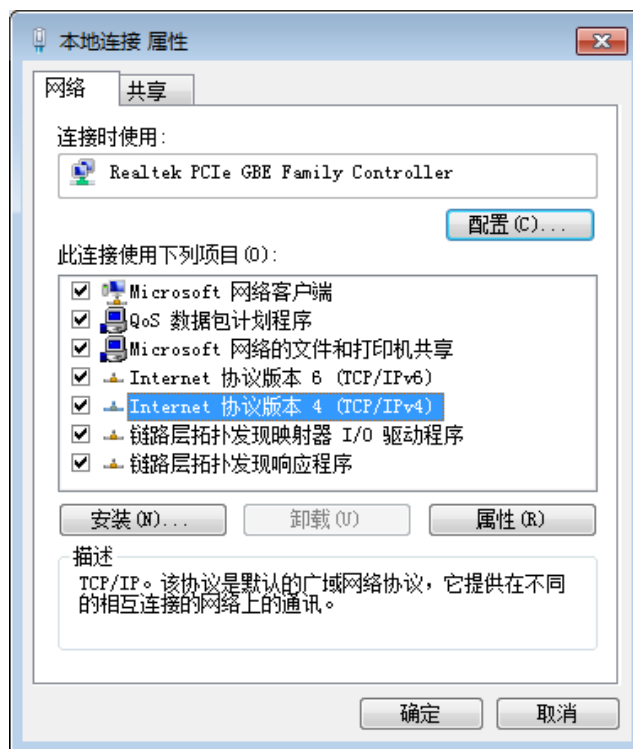 本地连接 属性
网络
共享
连接时使用:
Realtek PCIe GBE Family Controller
配置(C)...
此连接使用下列项目(O):
Microsoft 网络客户端
QoS 数据包计划程序
Microsoft 网络的文件和打印机共享
Internet 协议版本 6 (TCP/IPv6)
Internet 协议版本 4 (TCP/IPv4)
链路层拓扑发现映射器 I/O 驱动程序
链路层拓扑发现响应程序
安装(N)...
卸载(U)
属性(R)
描述
TCP/IP。该协议是默认的广域网络协议，它提供在不同
的相互连接的网络上的通讯。
确定
取消